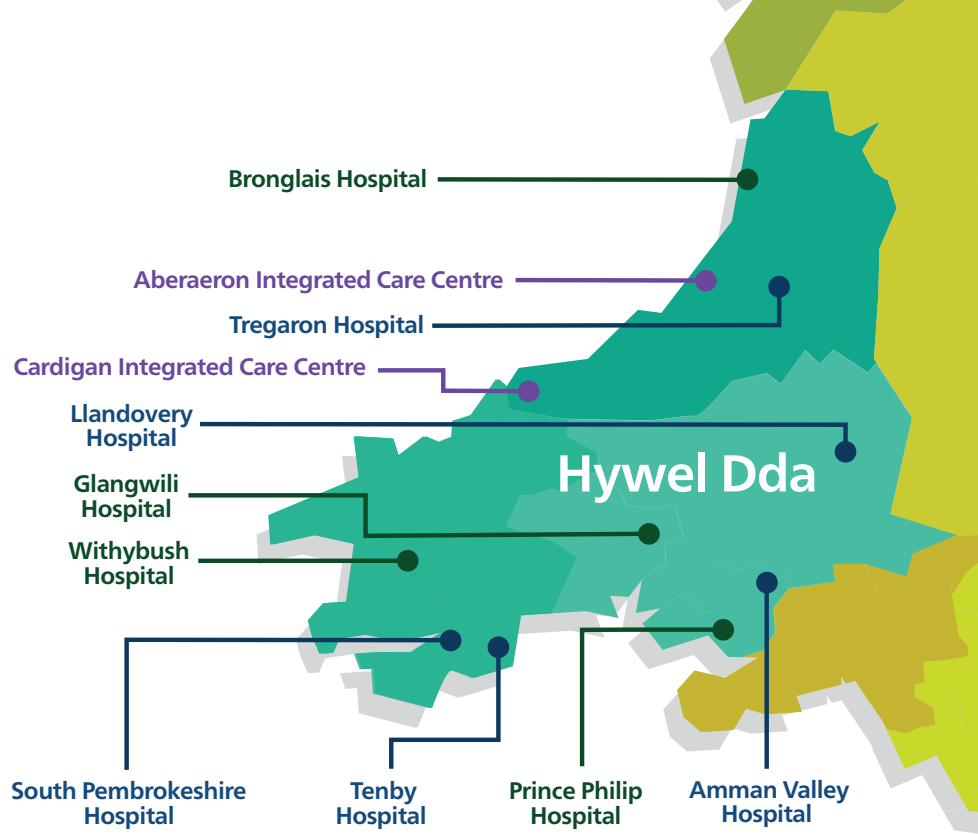 Bronglais Hospital
Aberaeron Integrated Care Centre
Tregaron Hospital
Cardigan Integrated Care Centre
Llandovery
Hospital
Hywel Dda
Glangwili
Hospital
Withybush
Hospital
South Pembrokeshire
Hospital
Tenby
Hospital
Prince Philip
Hospital
Amman Valley
Hospital